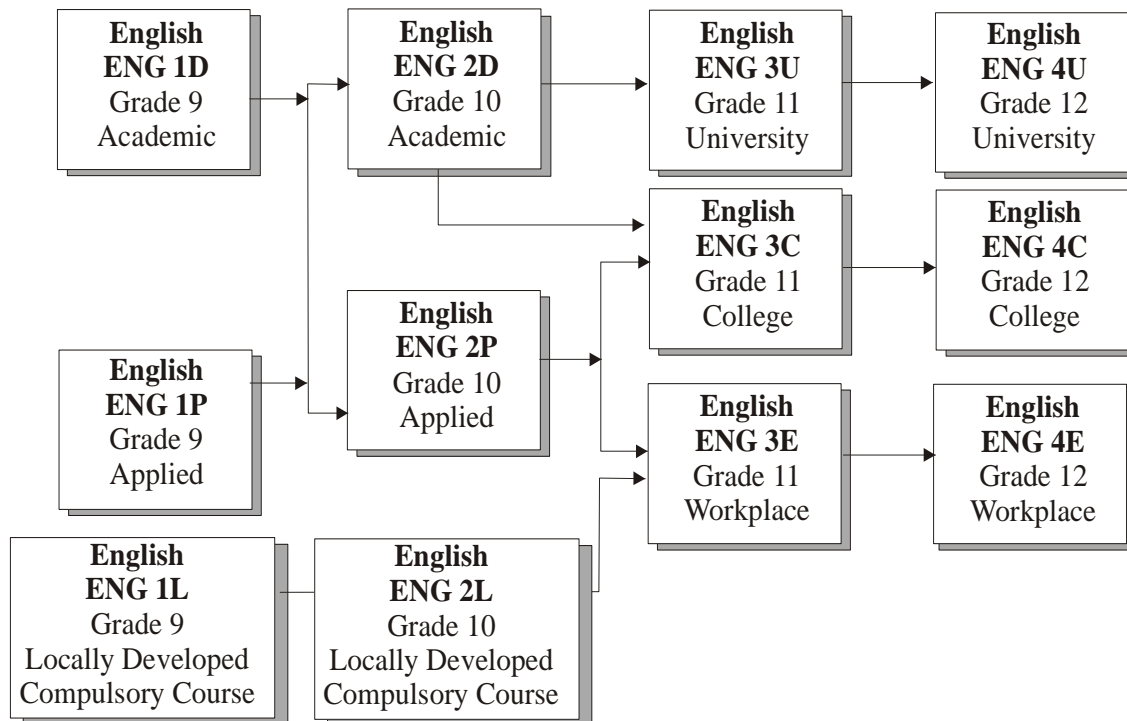 English
ENG 1D
Grade 9
Academic
English
ENG 2D
Grade 10
Academic
English
ENG 3U
Grade 11
University
English
ENG 4U
Grade 12
University
English
ENG 3C
Grade 11
College
English
ENG 4C
Grade 12
College
English
ENG 1P
Grade 9
Applied
English
ENG 2P
Grade 10
Applied
English
ENG 3E
Grade 11
Workplace
English
ENG 4E
Grade 12
Workplace
English
ENG 1L
Grade 9
Locally Developed
Compulsory Course
English
ENG 2L
Grade 10
Locally Developed
Compulsory Course